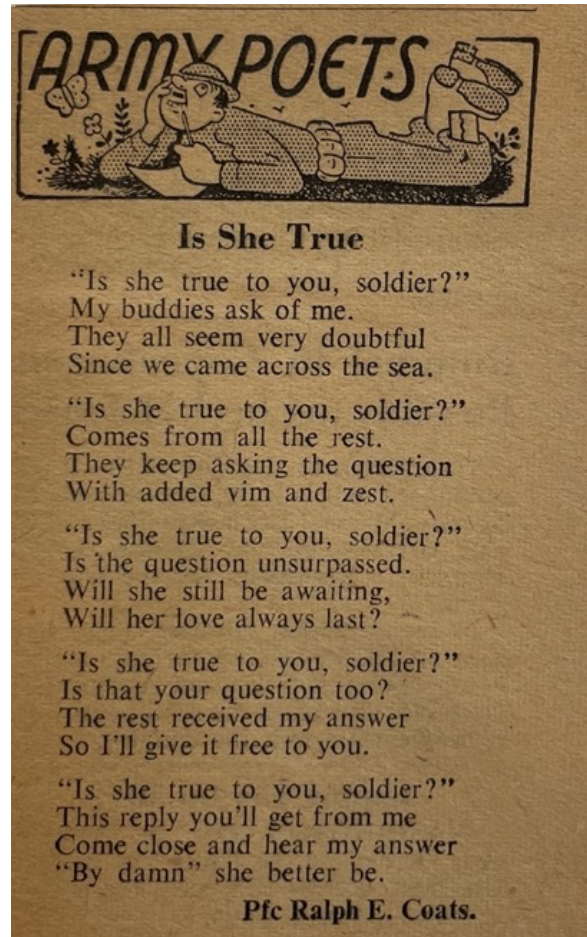 ARMY POETS
Is She True
“Is she true to you, soldier?”
My buddies ask of me.
They all seem very doubtful
Since we came across the sea.
“Is she true to you, soldier?”
Comes from all the rest.
They keep asking the question
With added vim and zest.
“Is she true to you, soldier?”
Is the question unsurpassed.
Will she still be awaiting,
Will her love always last?
“Is she true to you, soldier?”
Is that your question too?
The rest received my answer
So I’ll give it free to you.
“Is she true to you, soldier?”
This reply you’ll get from me
Come close and hear my answer
“By damn” she better be.
Pfc Ralph E. Coats.